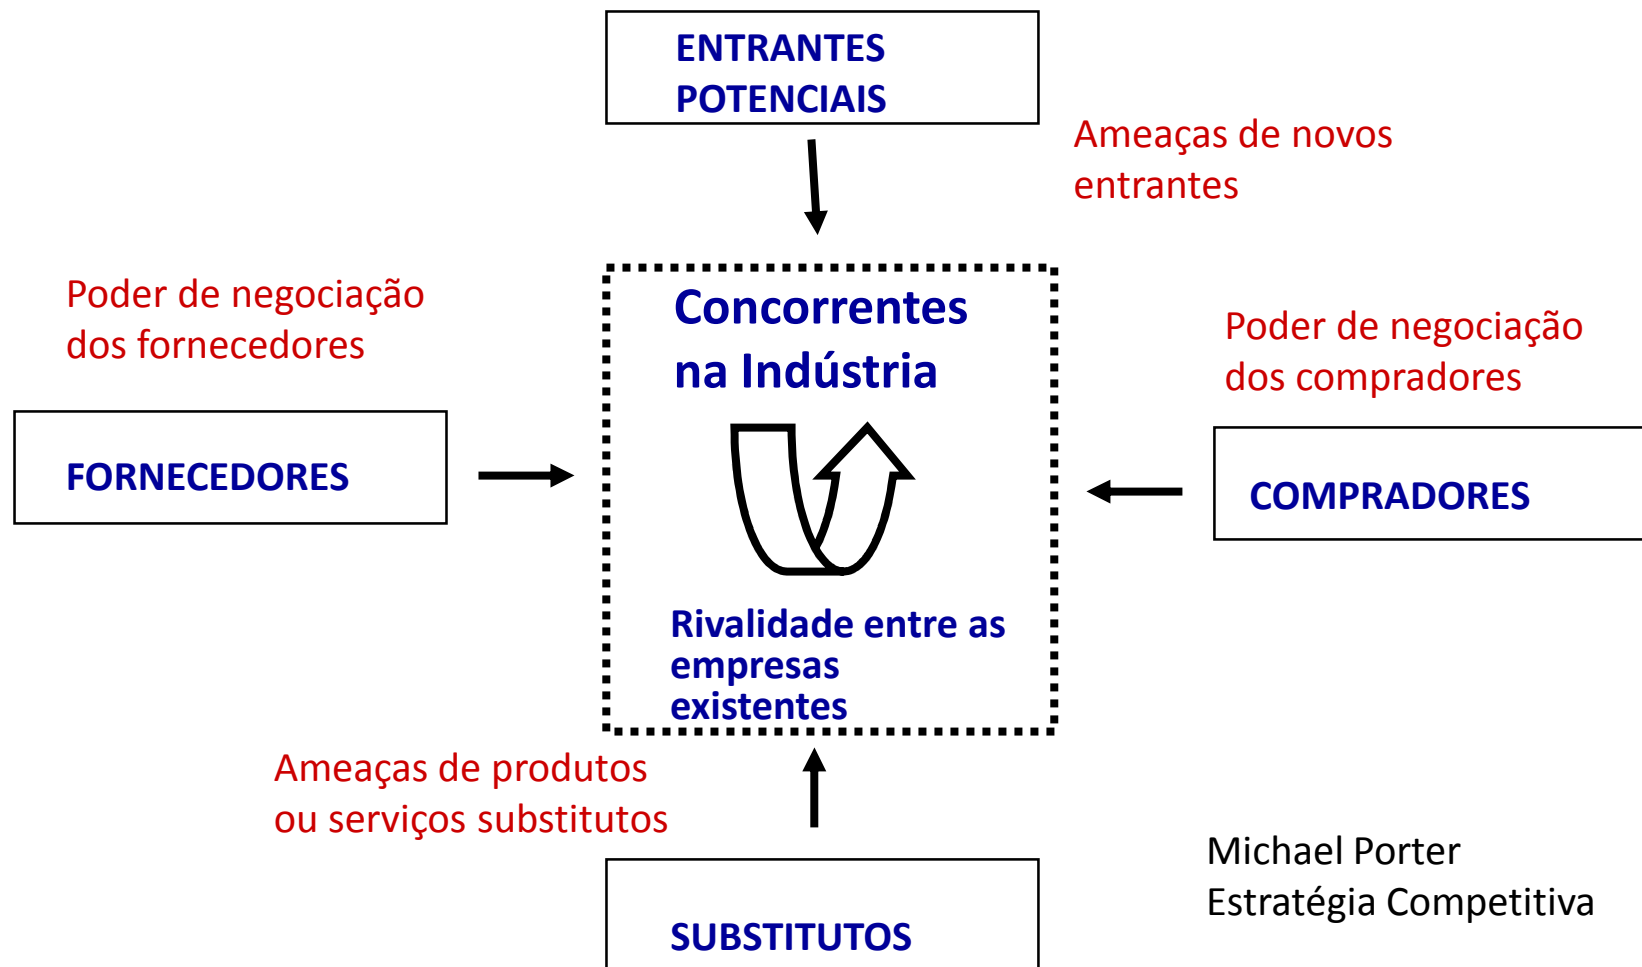 ENTRANTES
POTENCIAIS
Ameaças de novos
entrantes
Poder de negociação
dos fornecedores
Concorrentes
na Indústria
Poder de negociação
dos compradores
FORNECEDORES
COMPRADORES
Rivalidade entre as
empresas
existentes
Ameaças de produtos
ou serviços substitutos
Michael Porter
Estratégia Competitiva
SUBSTITUTOS